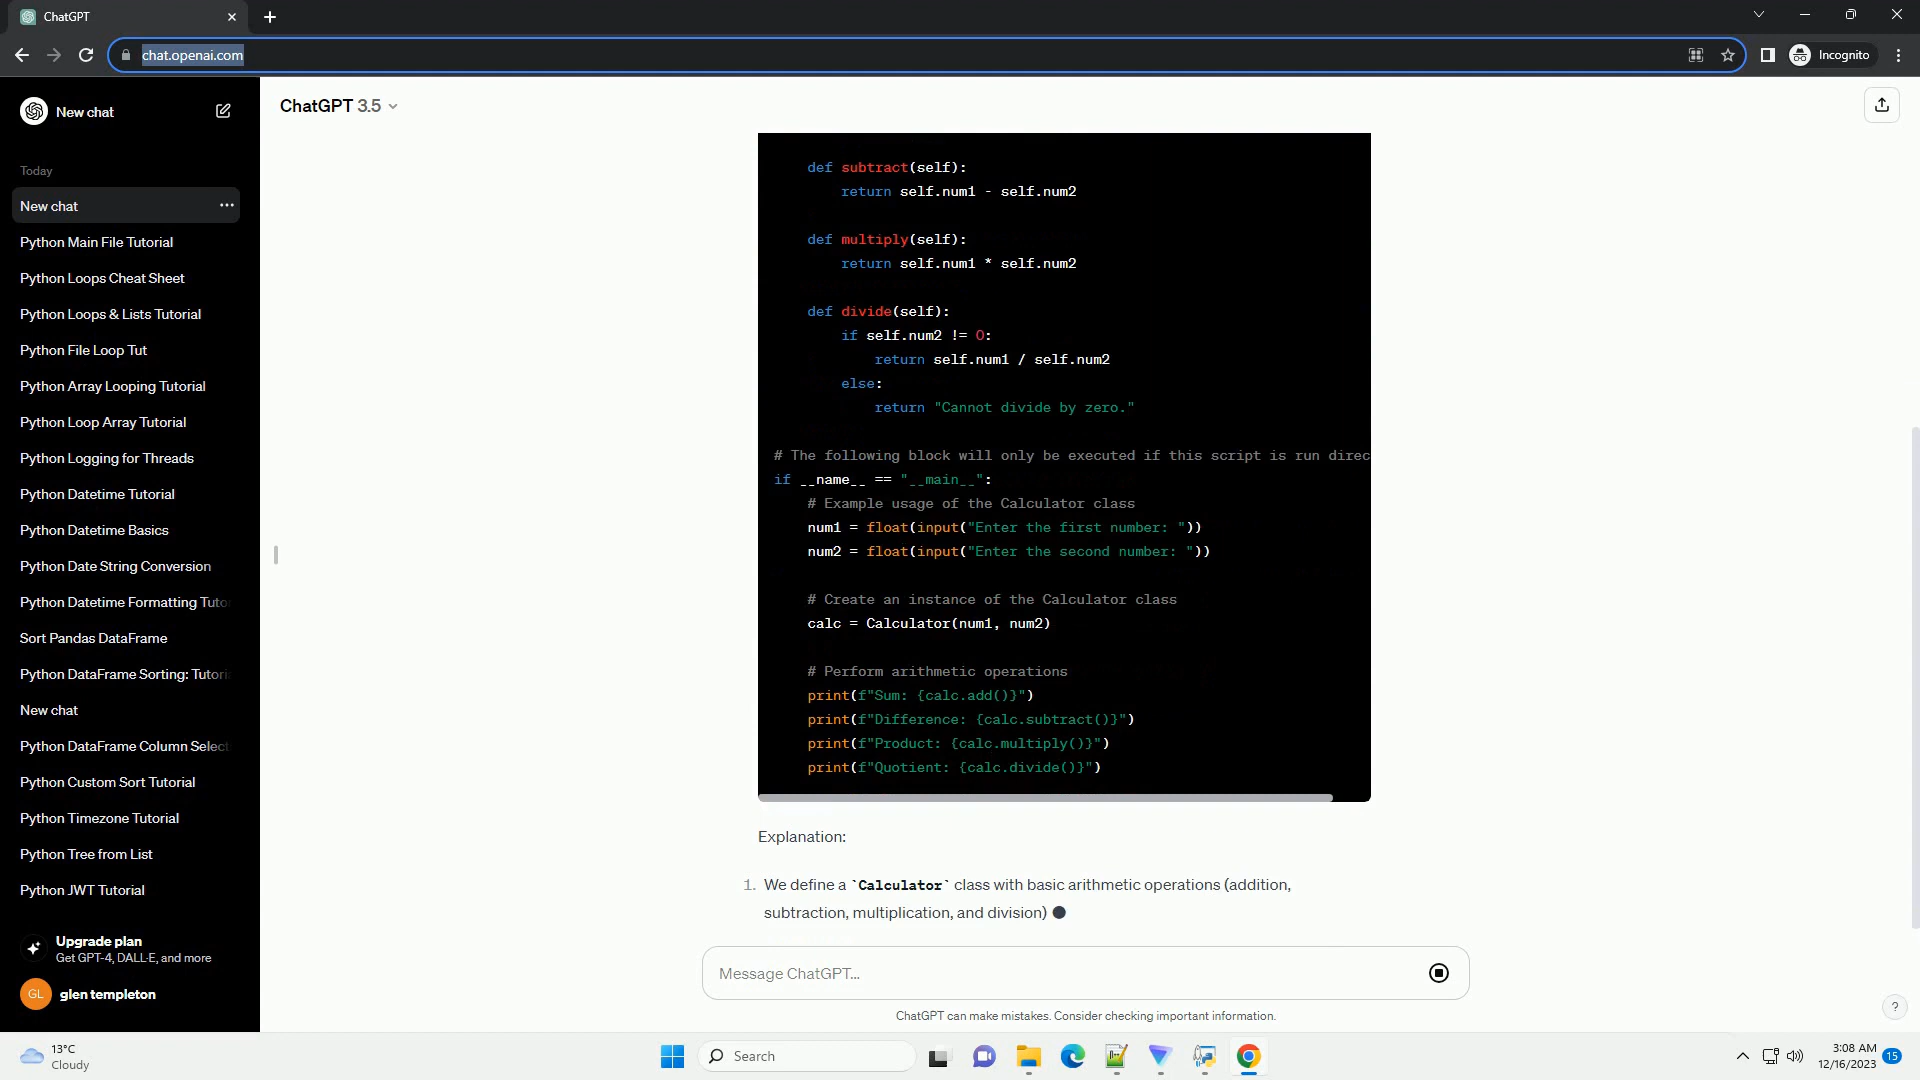 ChatGPT
chat.openai.com
Incognito
New chat
ChatGPT 3.5
Today
New chat
Python Main File Tutorial
Python Loops Cheat Sheet
Python Loops & Lists Tutorial
Python File Loop Tut
Python Array Looping Tutorial
Python Loop Array Tutorial
Python Logging for Threads
Python Datetime Tutorial
Python Datetime Basics
Python Date String Conversion
Python Datetime Formatting Tuto
Sort Pandas DataFrame
Python DataFrame Sorting: Tutori
New chat
Python DataFrame Column Select
Python Custom Sort Tutorial
Python Timezone Tutorial
Python Tree from List
Python JWT Tutorial
Upgrade plan
Get GPT-4, DALL·E, and more
GL
glen templeton
def subtract(self):
return self.num1 - self.num2
def multiply(self):
return self.num1 * self.num2
def divide(self):
if self.num2 != 0:
return self.num1 / self.num2
else:
return "Cannot divide by zero."
# The following block will only be executed if this script is run direc
if __name__ == "__main__":
# Example usage of the Calculator class
num1 = float(input("Enter the first number: "))
num2 = float(input("Enter the second number: "))
# Create an instance of the Calculator class
calc = Calculator(num1, num2)
# Perform arithmetic operations
print(f"Sum: {calc.add()}")
print(f"Difference: {calc.subtract()}")
print(f"Product: {calc.multiply()}")
print(f"Quotient: {calc.divide()}")
Explanation:
1. We define a `Calculator` class with basic arithmetic operations (addition,
subtraction, multiplication, and division)
Message ChatGPT...
ChatGPT can make mistakes. Consider checking important information.
?
13°C
Cloudy
Search
3:08 AM
12/16/2023
15